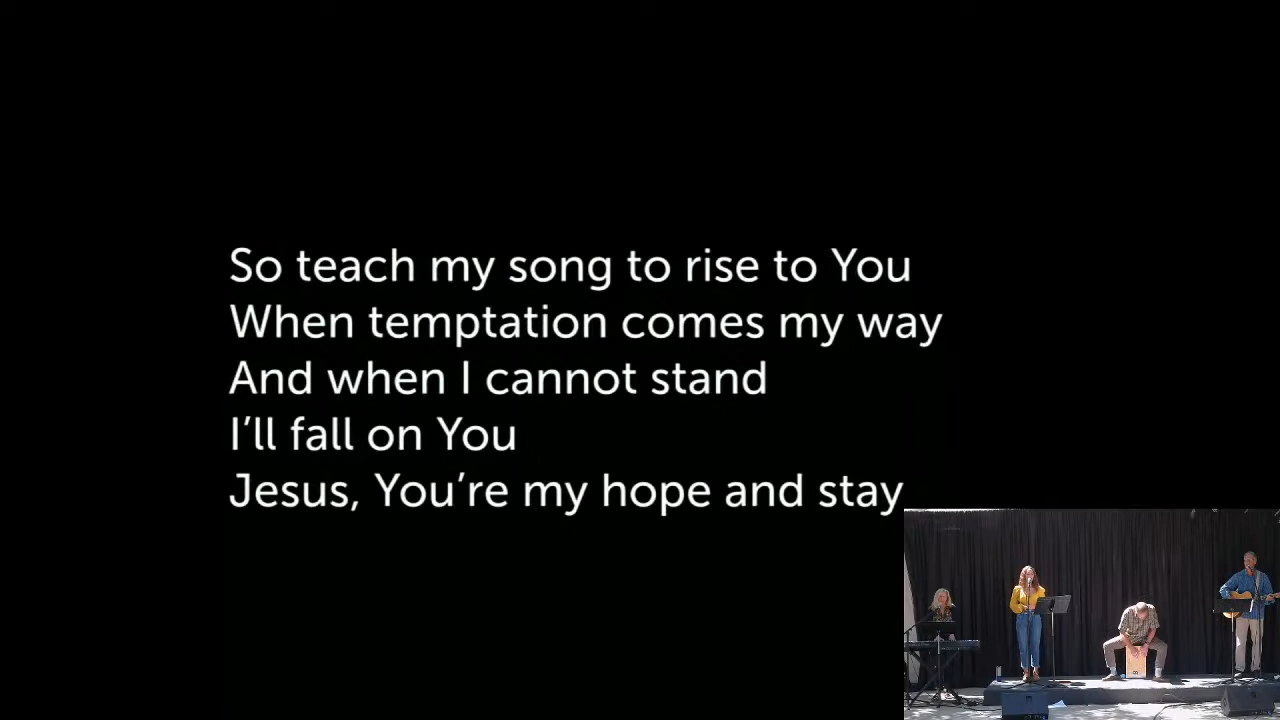 So teach my song to rise to You
When temptation comes my way
And when I cannot stand
I’ll fall on You
Jesus, You’re my hope and stay